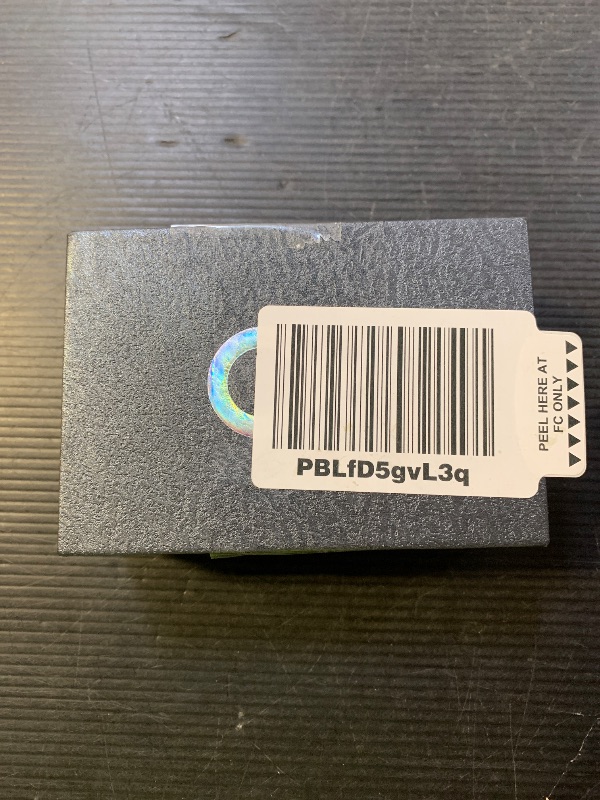 PBLfD5gvL3q
PEEL HERE AT
FC ONLY